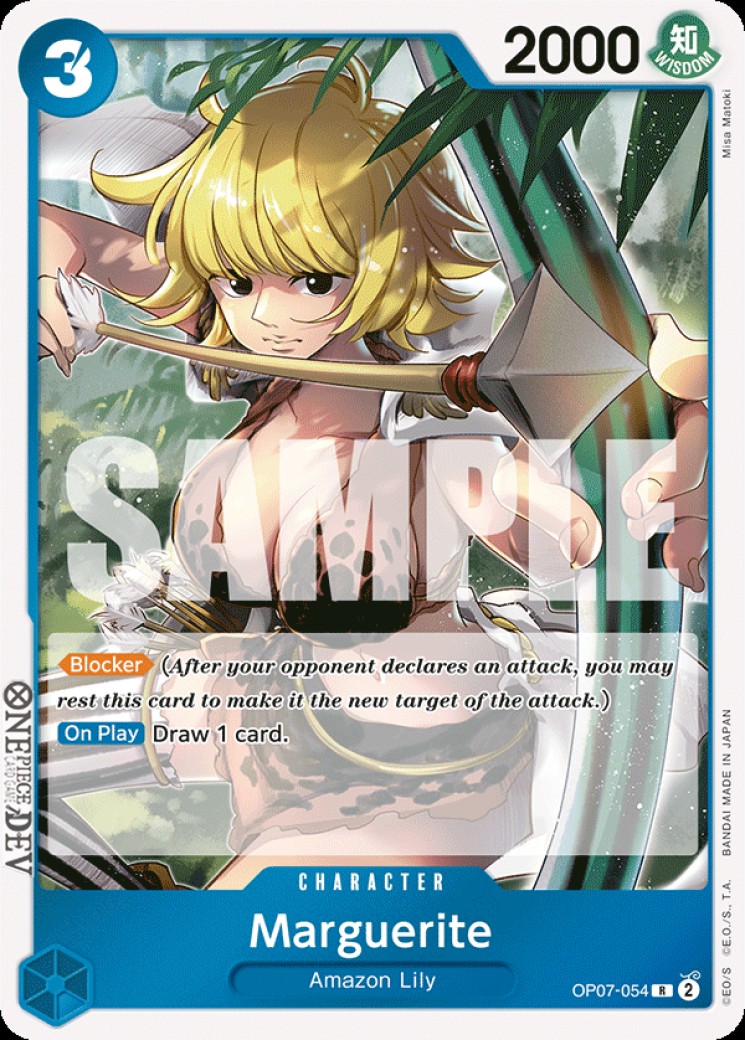 3
2000
知
WISDOM
Misa Matoki
SAMPLE
Blocker (After your opponent declares an attack, you may
rest this card to make it the new target of the attack.)
On Play Draw 1 card.
ONE PIECE
CARD GAME
/DEV
CHARACTER
Marguerite
Amazon Lily
OP07-054 R 2
©EO/S ©E.O./S., T.A. BANDAI MADE IN JAPAN